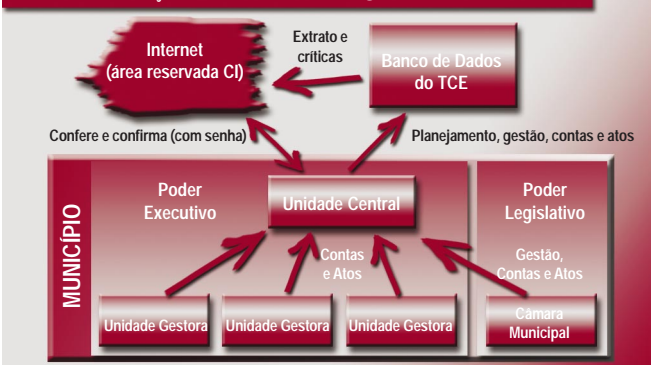 Internet
(área reservada CI)
Extrato e
críticas
Banco de Dados
do TCE
Confere e confirma (com senha)
Planejamento, gestão, contas e atos
MUNICÍPIO
Poder
Executivo
Unidade Central
Poder
Legislativo
Contas
e Atos
Gestão,
Contas e Atos
Unidade Gestora
Unidade Gestora
Unidade Gestora
Câmara
Municipal